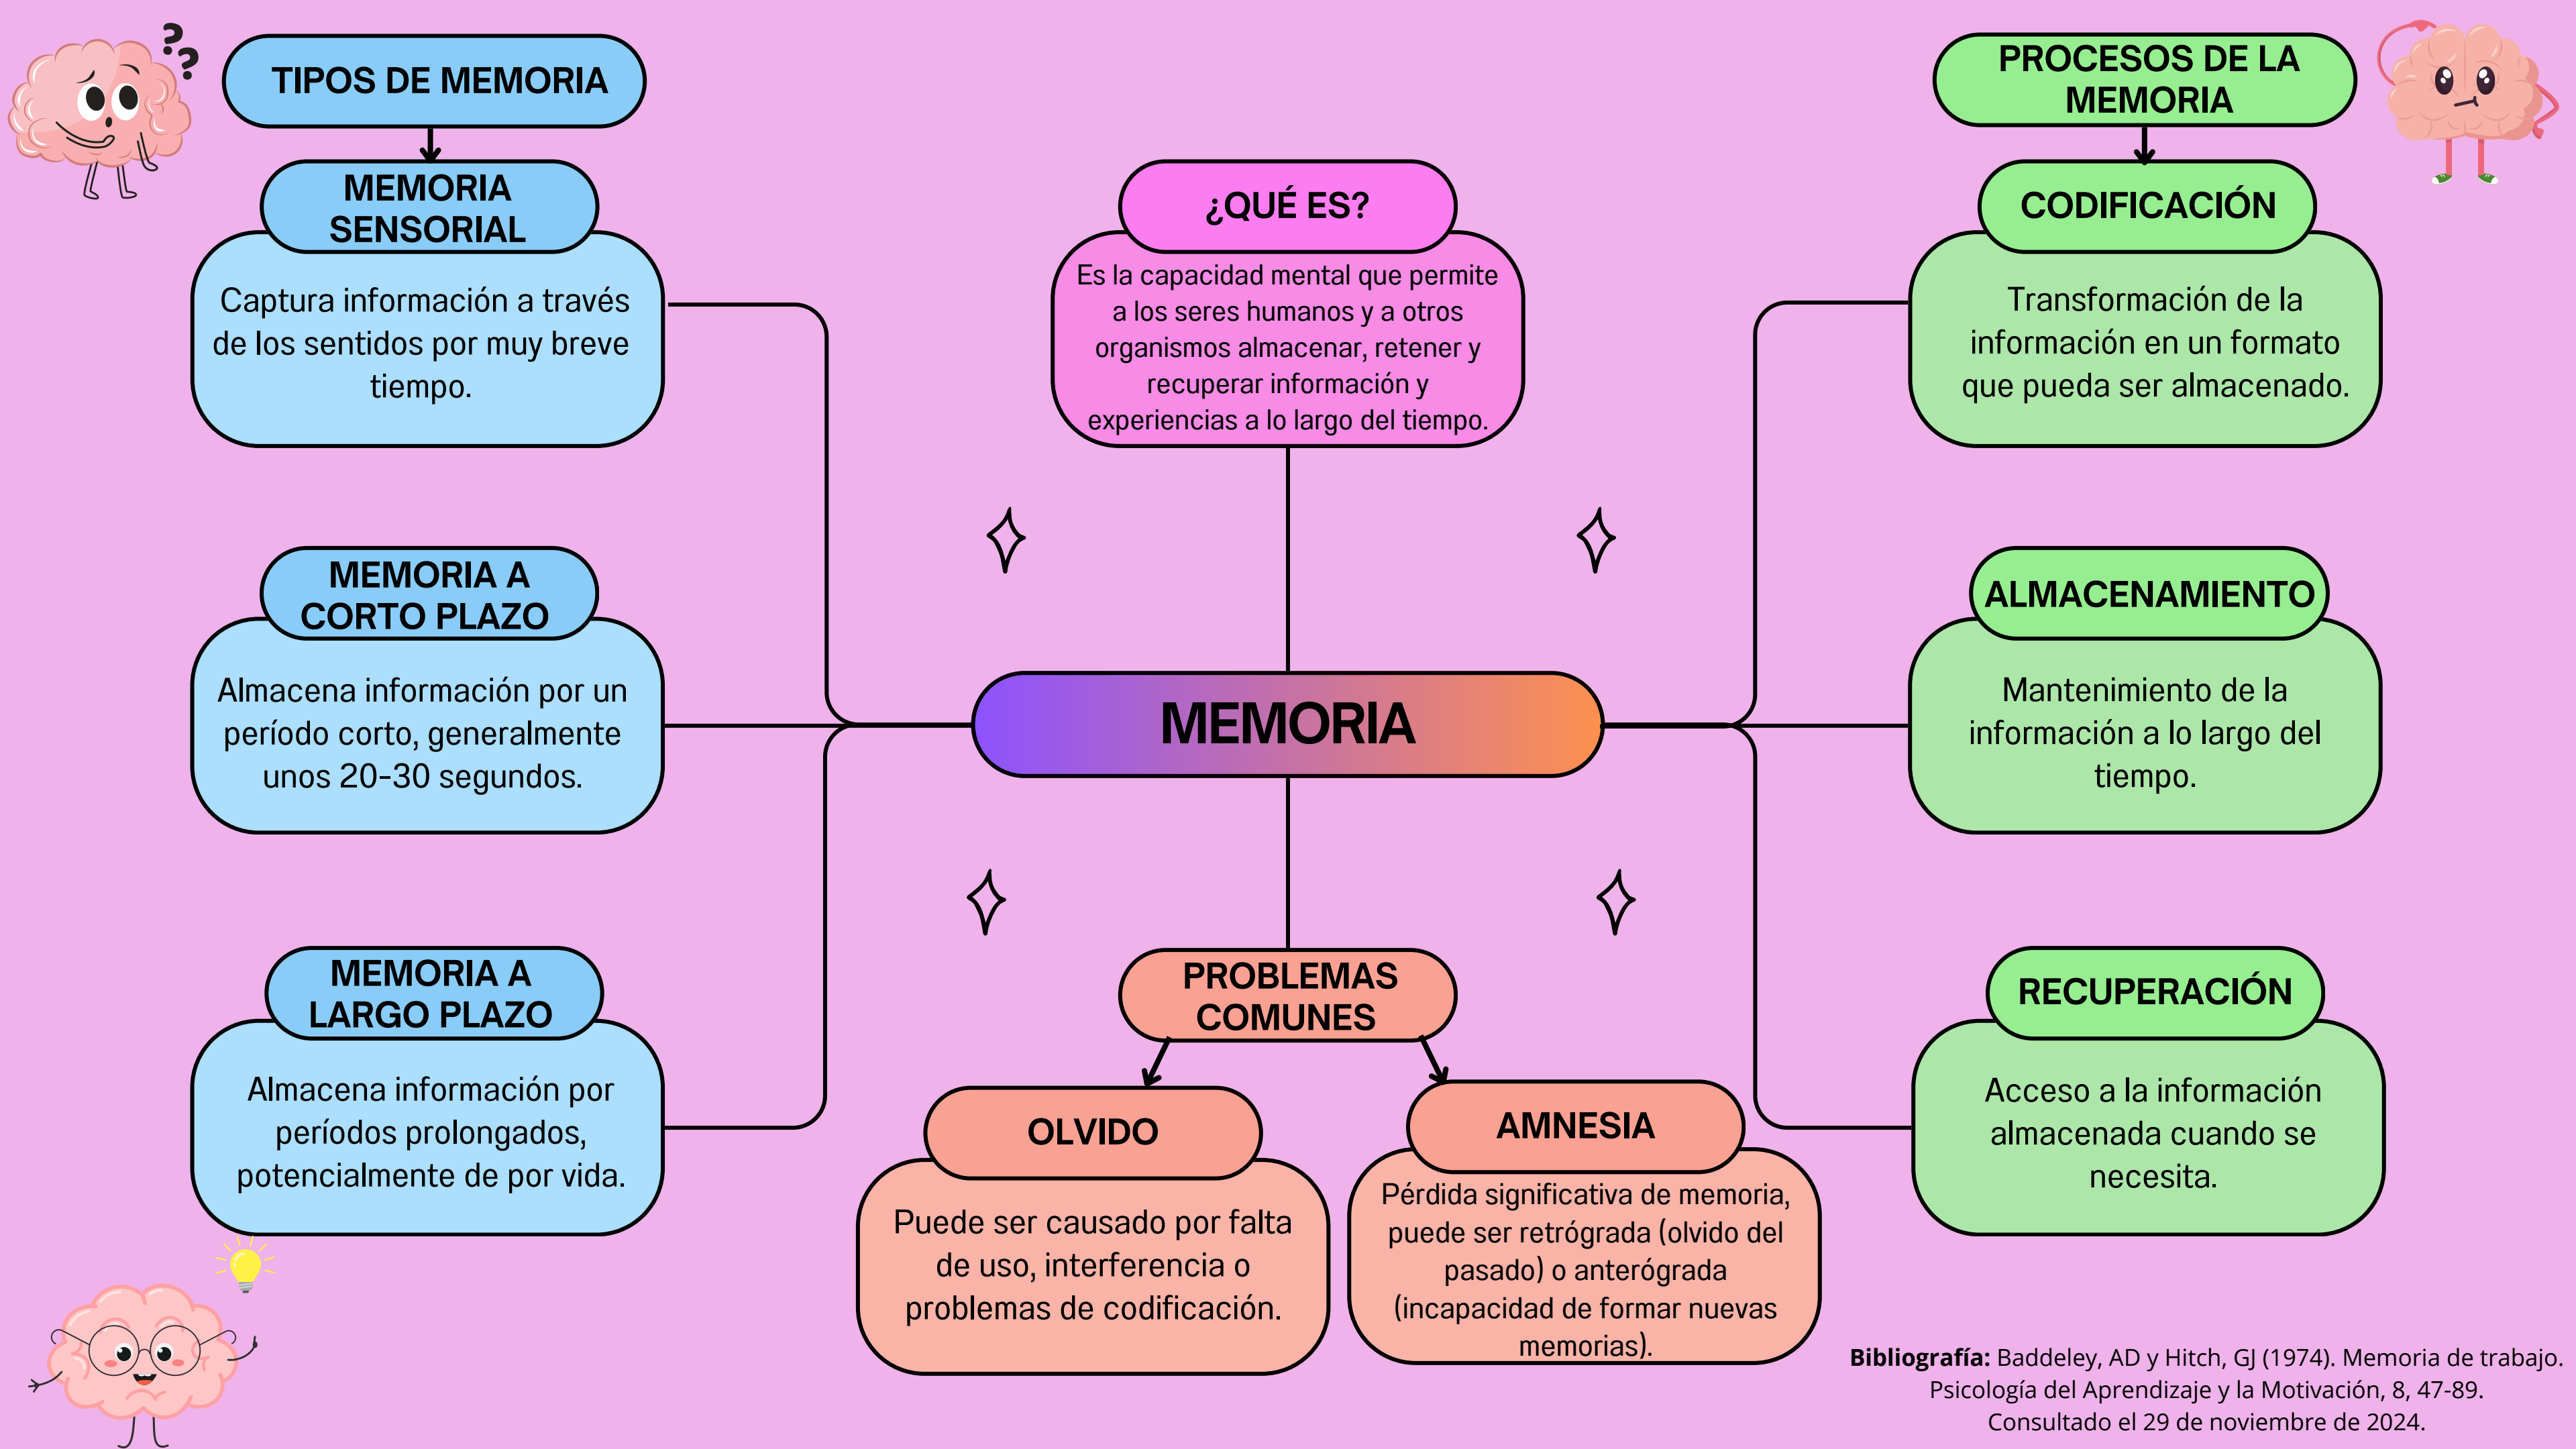 ??
TIPOS DE MEMORIA
MEMORIA
SENSORIAL
Captura información a través
de los sentidos por muy breve
tiempo.
MEMORIA A
CORTO PLAZO
Almacena información por un
período corto, generalmente
unos 20-30 segundos.
MEMORIA A
LARGO PLAZO
Almacena información por
períodos prolongados,
potencialmente de por vida.
¿QUÉ ES?
Es la capacidad mental que permite
a los seres humanos y a otros
organismos almacenar, retener y
recuperar información y
experiencias a lo largo del tiempo.
MEMORIA
PROBLEMAS
COMUNES
OLVIDO
Puede ser causado por falta
de uso, interferencia o
problemas de codificación.
AMNESIA
Pérdida significativa de memoria,
puede ser retrógrada (olvido del
pasado) o anterógrada
(incapacidad de formar nuevas
memorias).
PROCESOS DE LA
MEMORIA
CODIFICACIÓN
Transformación de la
información en un formato
que pueda ser almacenado.
ALMACENAMIENTO
Mantenimiento de la
información a lo largo del
tiempo.
RECUPERACIÓN
Acceso a la información
almacenada cuando se
necesita.
Bibliografía: Baddeley, AD y Hitch, GJ (1974). Memoria de trabajo.
Psicología del Aprendizaje y la Motivación, 8, 47-89.
Consultado el 29 de noviembre de 2024.